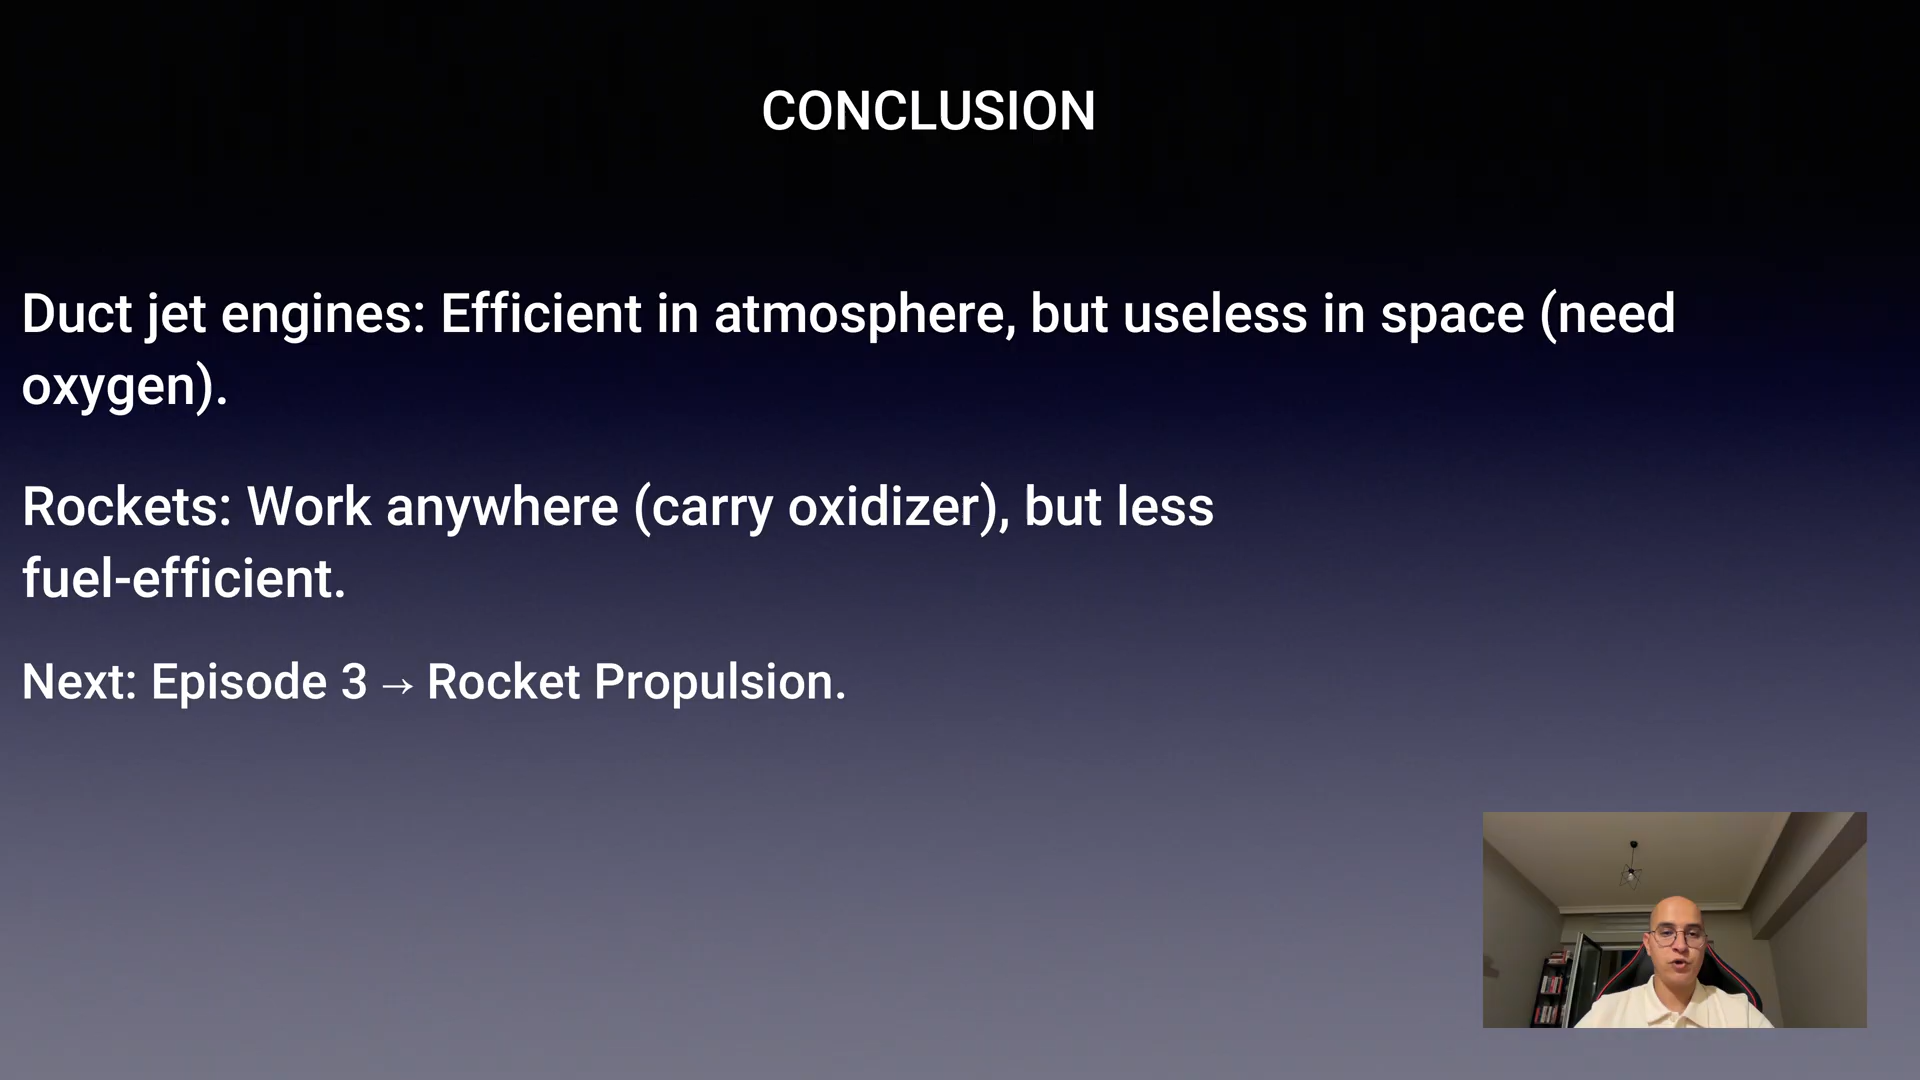 CONCLUSION
Duct jet engines: Efficient in atmosphere, but useless in space (need
oxygen).
Rockets: Work anywhere (carry oxidizer), but less
fuel-efficient.
Next: Episode 3 → Rocket Propulsion.